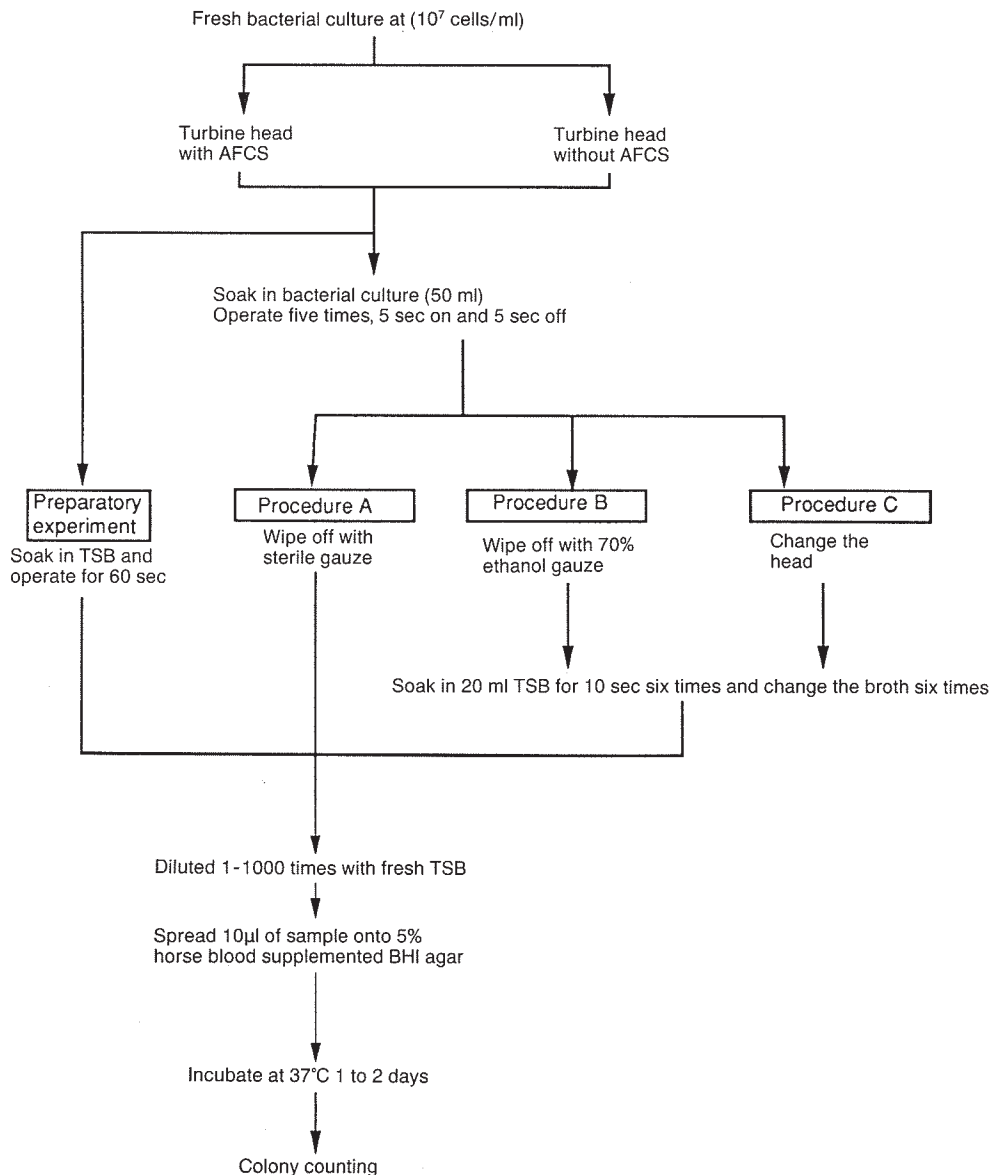 Fresh bacterial culture at (10⁷ cells/ml)
Turbine head
with AFCS
Turbine head
without AFCS
Soak in bacterial culture (50 ml)
Operate five times, 5 sec on and 5 sec off
Preparatory
experiment
Soak in TSB and
operate for 60 sec
Procedure A
Wipe off with
sterile gauze
Procedure B
Wipe off with 70%
ethanol gauze
Procedure C
Change the
head
Soak in 20 ml TSB for 10 sec six times and change the broth six times
Diluted 1-1000 times with fresh TSB
Spread 10µl of sample onto 5%
horse blood supplemented BHI agar
Incubate at 37°C 1 to 2 days
Colony counting